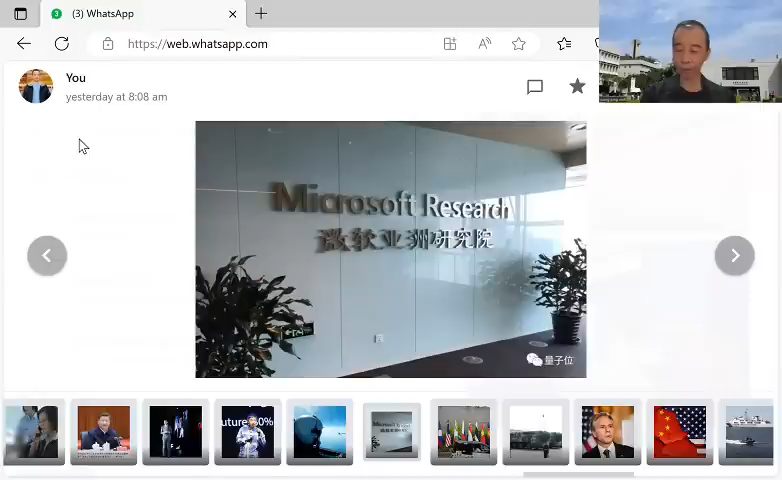 (3) WhatsApp
https://web.whatsapp.com
You
yesterday at 8:08 am
Microsoft Research
微软亚洲研究院
量子位
uture 60%